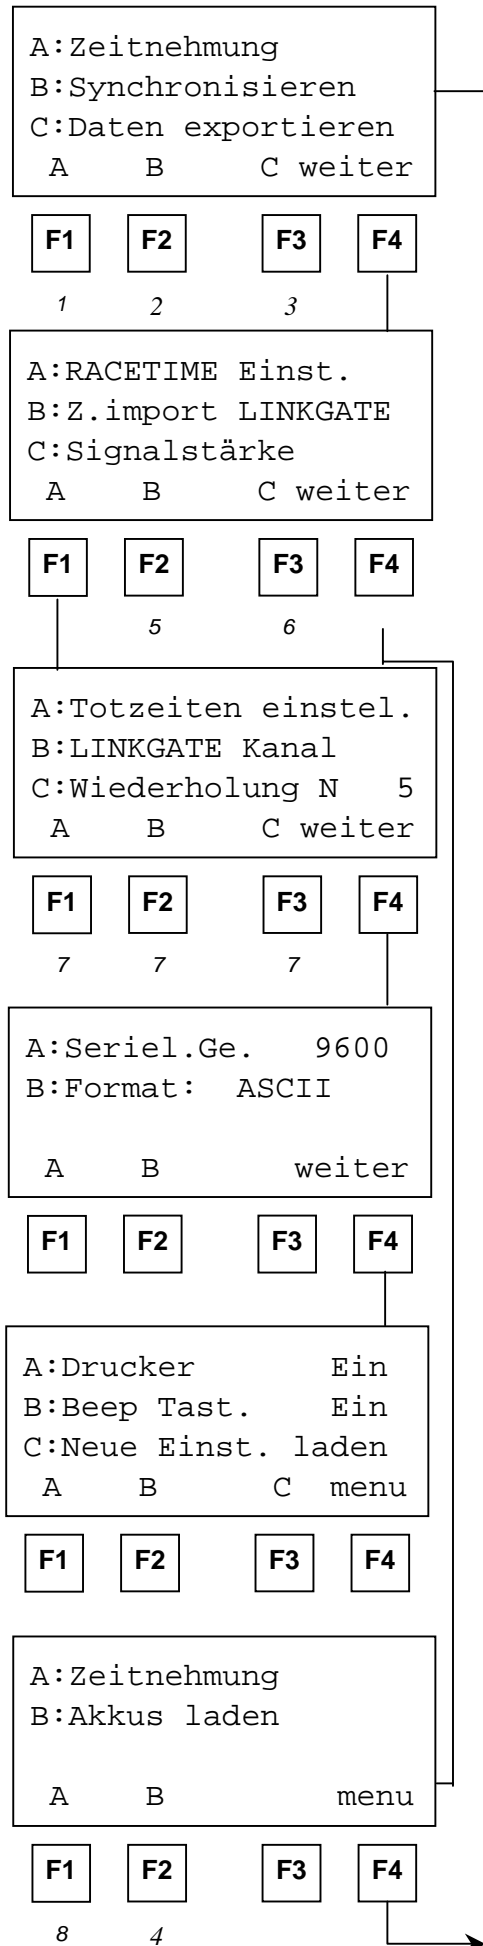 A:Zeitnehmung
B:Synchronisieren
C:Daten exportieren
A B C weiter
F1 F2 F3 F4
1 2 3
A:RACETIME Einst.
B:Z.import LINKGATE
C:Signalstärke
A B C weiter
F1 F2 F3 F4
5 6
A:Totzeiten einstel.
B:LINKGATE Kanal
C:Wiederholung N 5
A B C weiter
F1 F2 F3 F4
7 7 7
A:Seriel.Ge. 9600
B:Format: ASCII
A B weiter
F1 F2 F3 F4
A:Drucker Ein
B:Beep Tast. Ein
C:Neue Einst. laden
A B C menu
F1 F2 F3 F4
A:Zeitnehmung
B:Akkus laden
A B menu
F1 F2 F3 F4
8 4